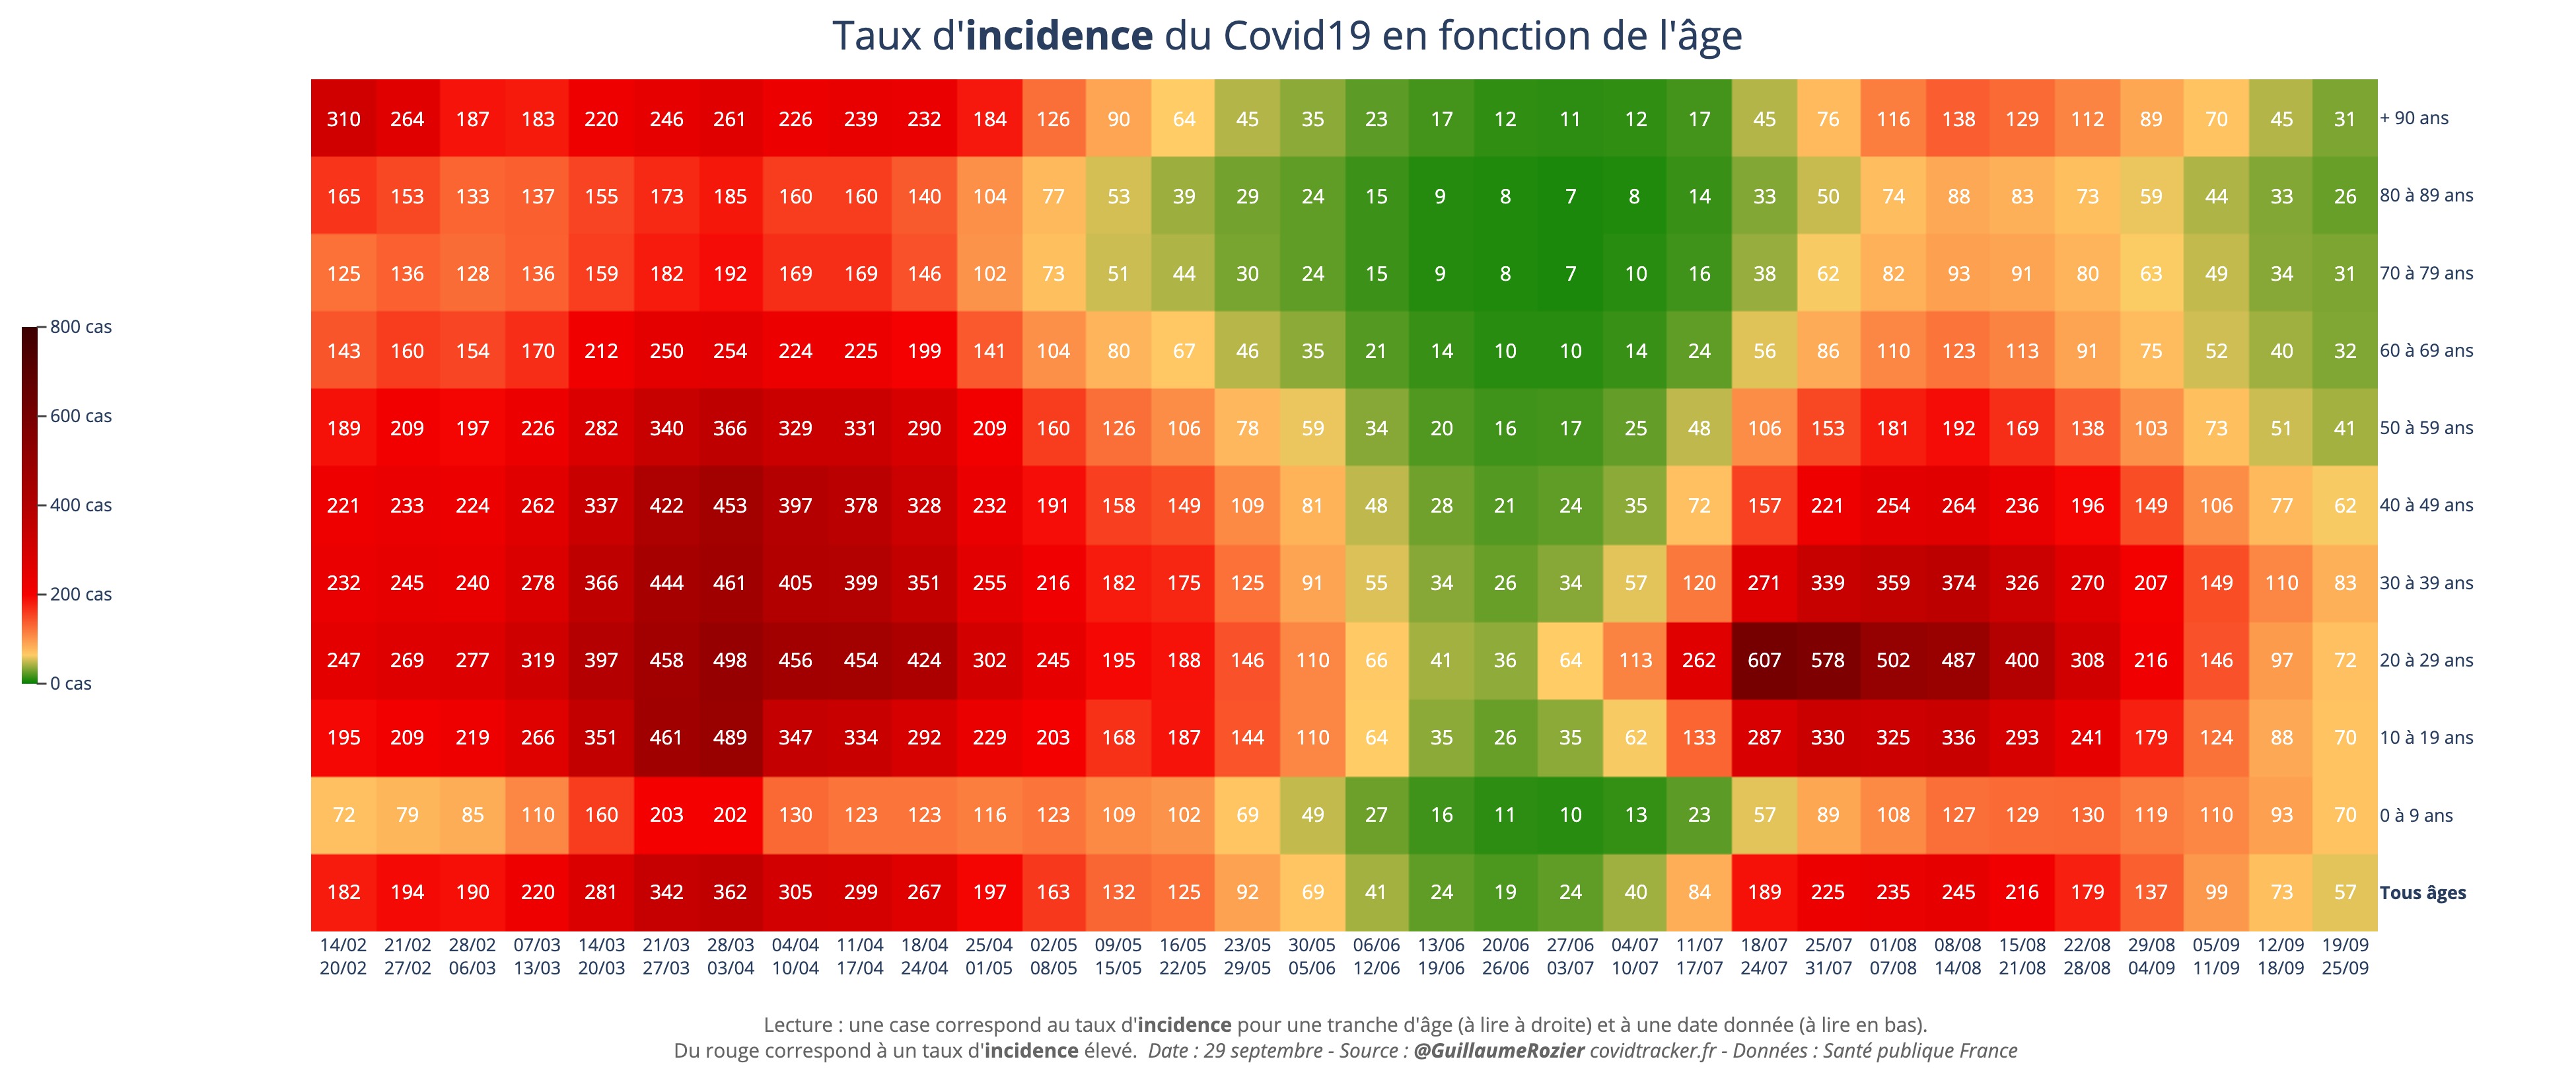 Taux d'incidence du Covid19 en fonction de l'âge
310 264 187 183 220 246 261 226 239 232 184 126 90 64 45 35 23 17 12 11 12 17 45 76 116 138 129 112 89 70 45 31 + 90 ans
165 153 133 137 155 173 185 160 160 140 104 77 53 39 29 24 15 9 8 7 8 14 33 50 74 88 83 73 59 44 33 26 80 à 89 ans
125 136 128 136 159 182 192 169 169 146 102 73 51 44 30 24 15 9 8 7 10 16 38 62 82 93 91 80 63 49 34 31 70 à 79 ans
800 cas
143 160 154 170 212 250 254 224 225 199 141 104 80 67 46 35 21 14 10 10 14 24 56 86 110 123 113 91 75 52 40 32 60 à 69 ans
600 cas
189 209 197 226 282 340 366 329 331 290 209 160 126 106 78 59 34 20 16 17 25 48 106 153 181 192 169 138 103 73 51 41 50 à 59 ans
400 cas
221 233 224 262 337 422 453 397 378 328 232 191 158 149 109 81 48 28 21 24 35 72 157 221 254 264 236 196 149 106 77 62 40 à 49 ans
200 cas
232 245 240 278 366 444 461 405 399 351 255 216 182 175 125 91 55 34 26 34 57 120 271 339 359 374 326 270 207 149 110 83 30 à 39 ans
0 cas
247 269 277 319 397 458 498 456 454 424 302 245 195 188 146 110 66 41 36 64 113 262 607 578 502 487 400 308 216 146 97 72 20 à 29 ans
195 209 219 266 351 461 489 347 334 292 229 203 168 187 144 110 64 35 26 35 62 133 287 330 325 336 293 241 179 124 88 70 10 à 19 ans
72 79 85 110 160 203 202 130 123 123 116 123 109 102 69 49 27 16 11 10 13 23 57 89 108 127 129 130 119 110 93 70 0 à 9 ans
182 194 190 220 281 342 362 305 299 267 197 163 132 125 92 69 41 24 19 24 40 84 189 225 235 245 216 179 137 99 73 57 Tous âges
14/02 21/02 28/02 07/03 14/03 21/03 28/03 04/04 11/04 18/04 25/04 02/05 09/05 16/05 23/05 30/05 06/06 13/06 20/06 27/06 04/07 11/07 18/07 25/07 01/08 08/08 15/08 22/08 29/08 05/09 12/09 19/09
20/02 27/02 06/03 13/03 20/03 27/03 03/04 10/04 17/04 24/04 01/05 08/05 15/05 22/05 29/05 05/06 12/06 19/06 26/06 03/07 10/07 17/07 24/07 31/07 07/08 14/08 21/08 28/08 04/09 11/09 18/09 25/09
Lecture : une case correspond au taux d'incidence pour une tranche d'âge (à lire à droite) et à une date donnée (à lire en bas).
Du rouge correspond à un taux d'incidence élevé. Date : 29 septembre - Source : @GuillaumeRozier covidtracker.fr - Données : Santé publique France